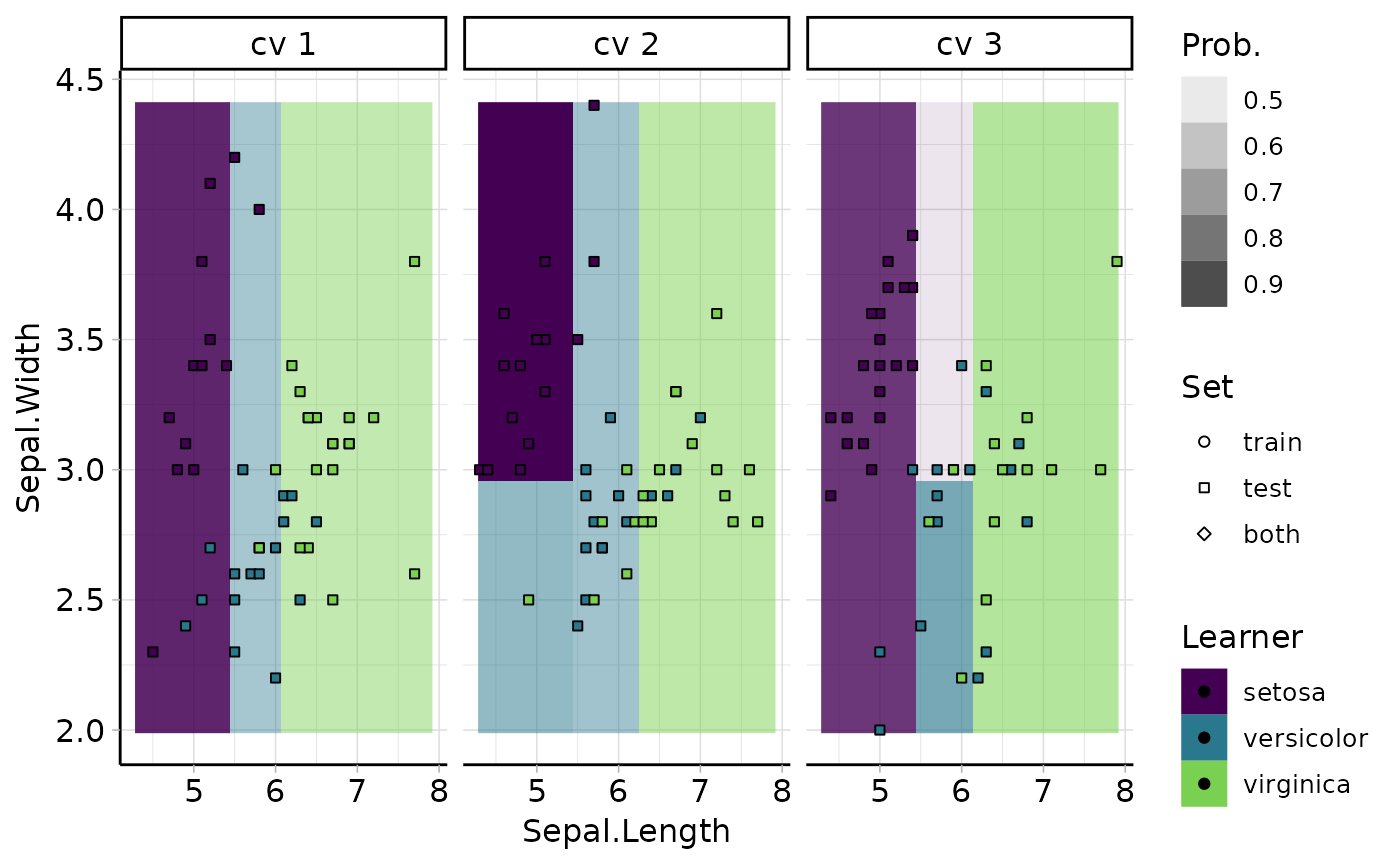 cv 1
cv 2
cv 3
4.5
4.0
3.5
3.0
2.5
2.0
Sepal.Width
5 6 7 8
5 6 7 8
5 6 7 8
Sepal.Length
Prob.
0.5
0.6
0.7
0.8
0.9
Set
train
test
both
Learner
setosa
versicolor
virginica